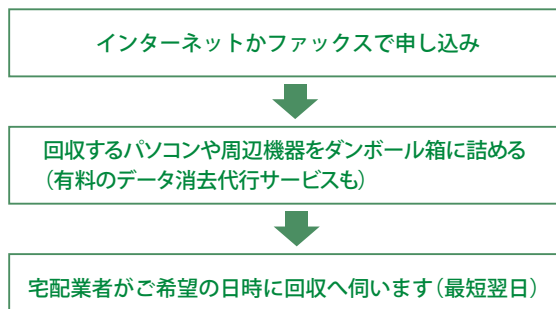 インターネットかファックスで申し込み
回収するパソコンや周辺機器をダンボール箱に詰める
（有料のデータ消去代行サービスも）
宅配業者がご希望の日時に回収へ伺います（最短翌日）